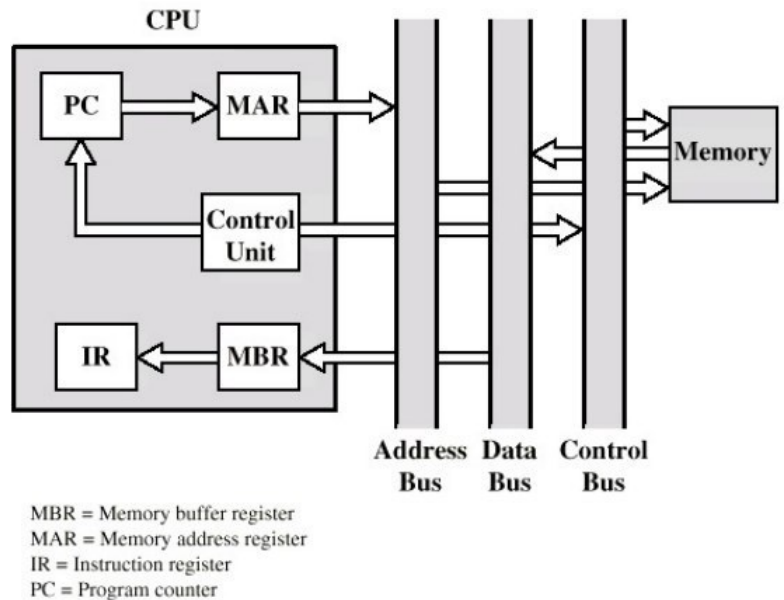 CPU
PC
MAR
Memory
Control
Unit
IR
MBR
Address
Bus
Data
Bus
Control
Bus
MBR = Memory buffer register
MAR = Memory address register
IR = Instruction register
PC = Program counter